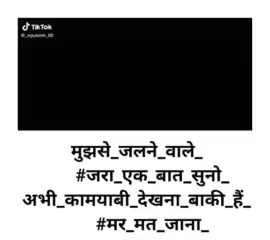 TikTok
मुझसे_जलने_वाले_
#जरा_एक_बात_सुनो_
अभी_कामयाबी_देखना_बाकी_हैं_
#मर_मत_जाना_